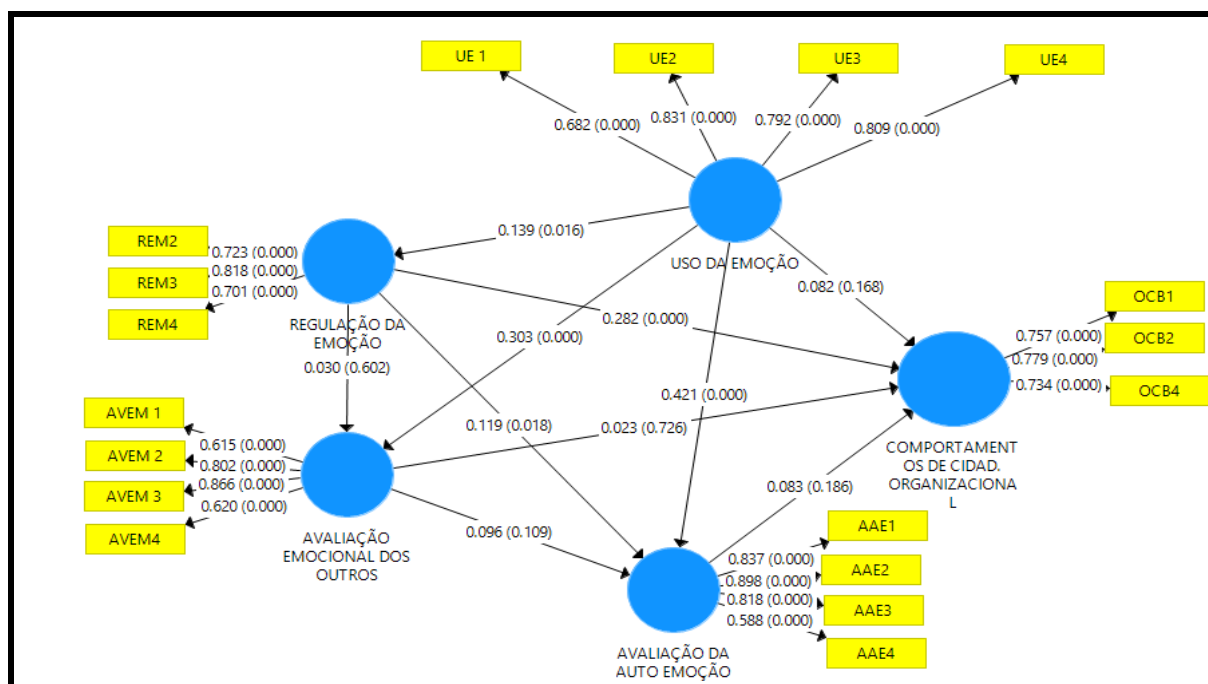 UE 1
UE2
UE3
UE4
0.682 (0.000)
0.831 (0.000)
0.792 (0.000)
0.809 (0.000)
USO DA EMOÇÃO
REM2
REM3
REM4
0.723 (0.000)
0.818 (0.000)
0.701 (0.000)
REGULAÇÃO DA
EMOÇÃO
0.139 (0.016)
0.082 (0.168)
0.282 (0.000)
0.303 (0.000)
0.030 (0.602)
0.421 (0.000)
0.119 (0.018)
0.023 (0.726)
OCB1
OCB2
OCB4
0.757 (0.000)
0.779 (0.000)
0.734 (0.000)
COMPORTAMENT
OS DE CIDAD.
ORGANIZACIONA
L
AVEM 1
AVEM 2
AVEM 3
AVEM4
0.615 (0.000)
0.802 (0.000)
0.866 (0.000)
0.620 (0.000)
AVALIAÇÃO
EMOCIONAL DOS
OUTROS
0.096 (0.109)
0.083 (0.186)
AAE1
AAE2
AAE3
AAE4
0.837 (0.000)
0.898 (0.000)
0.818 (0.000)
0.588 (0.000)
AVALIAÇÃO DA
AUTO EMOÇÃO